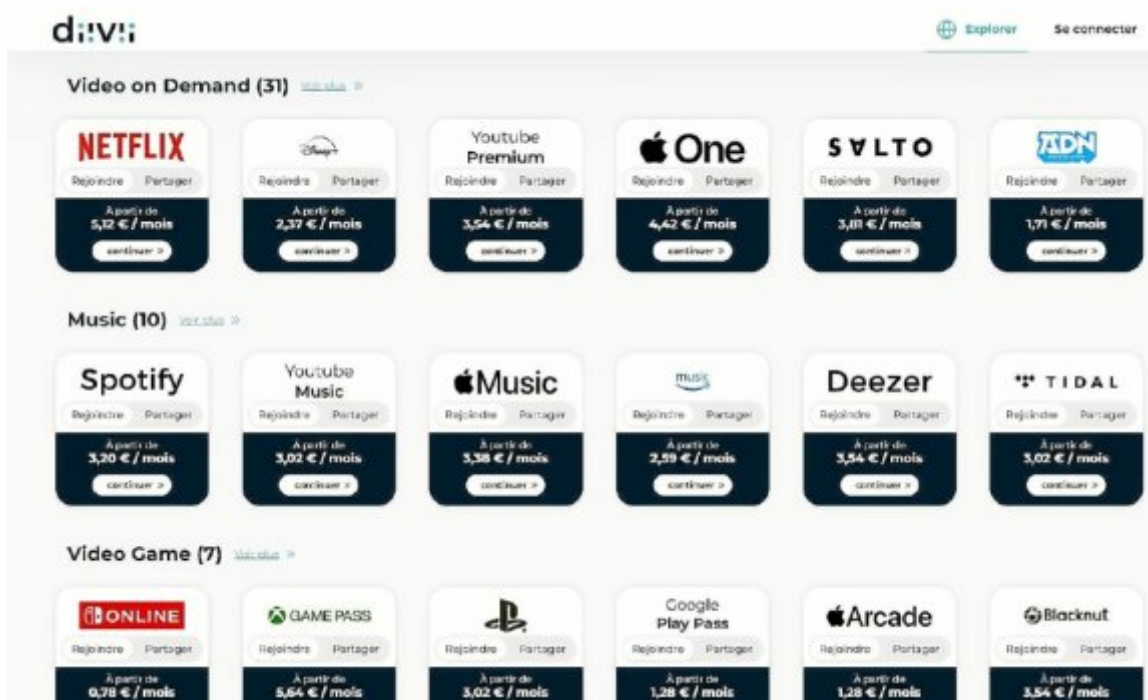 d:!V!i
Explorer Se connecter
Video on Demand (31) Voir plus »
NETFLIX Disney+ Youtube Premium One SALTO ADN
Rejoindre Partager Rejoindre Partager Rejoindre Partager Rejoindre Partager Rejoindre Partager Rejoindre Partager
À partir de À partir de À partir de À partir de À partir de À partir de
5,12 € / mois 2,37 € / mois 3,54 € / mois 4,42 € / mois 3,81 € / mois 1,71 € / mois
continuer > continuer > continuer > continuer > continuer > continuer >
Music (10) Voir plus »
Spotify Youtube Music Music music Deezer TIDAL
Rejoindre Partager Rejoindre Partager Rejoindre Partager Rejoindre Partager Rejoindre Partager Rejoindre Partager
À partir de À partir de À partir de À partir de À partir de À partir de
3,20 € / mois 3,02 € / mois 3,38 € / mois 2,59 € / mois 3,54 € / mois 3,02 € / mois
continuer > continuer > continuer > continuer > continuer > continuer >
Video Game (7) Voir plus »
ONLINE GAME PASS Google Play Pass Arcade Blacknut
Rejoindre Partager Rejoindre Partager Rejoindre Partager Rejoindre Partager Rejoindre Partager Rejoindre Partager
À partir de À partir de À partir de À partir de À partir de À partir de
0,78 € / mois 5,64 € / mois 3,02 € / mois 1,28 € / mois 1,28 € / mois 3,54 € / mois